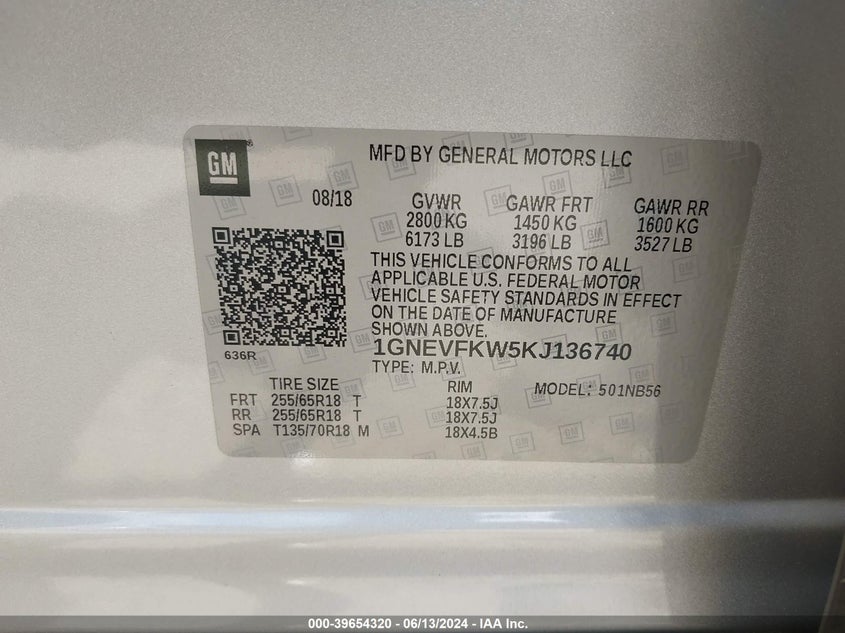 GM
MFD BY GENERAL MOTORS LLC
08/18
GVWR GAWR FRT GAWR RR
2800 KG 1450 KG 1600 KG
6173 LB 3196 LB 3527 LB
THIS VEHICLE CONFORMS TO ALL
APPLICABLE U.S. FEDERAL MOTOR
VEHICLE SAFETY STANDARDS IN EFFECT
ON THE DATE OF MANUFACTURE
SHOWN ABOVE.
636R
1GNEVFKW5KJ136740
TYPE: M.P.V.
TIRE SIZE RIM MODEL: 501NB56
FRT 255/65R18 T 18X7.5J
RR 255/65R18 T 18X7.5J
SPA T135/70R18 M 18X4.5B
000-39654320 - 06/13/2024 - IAA Inc.